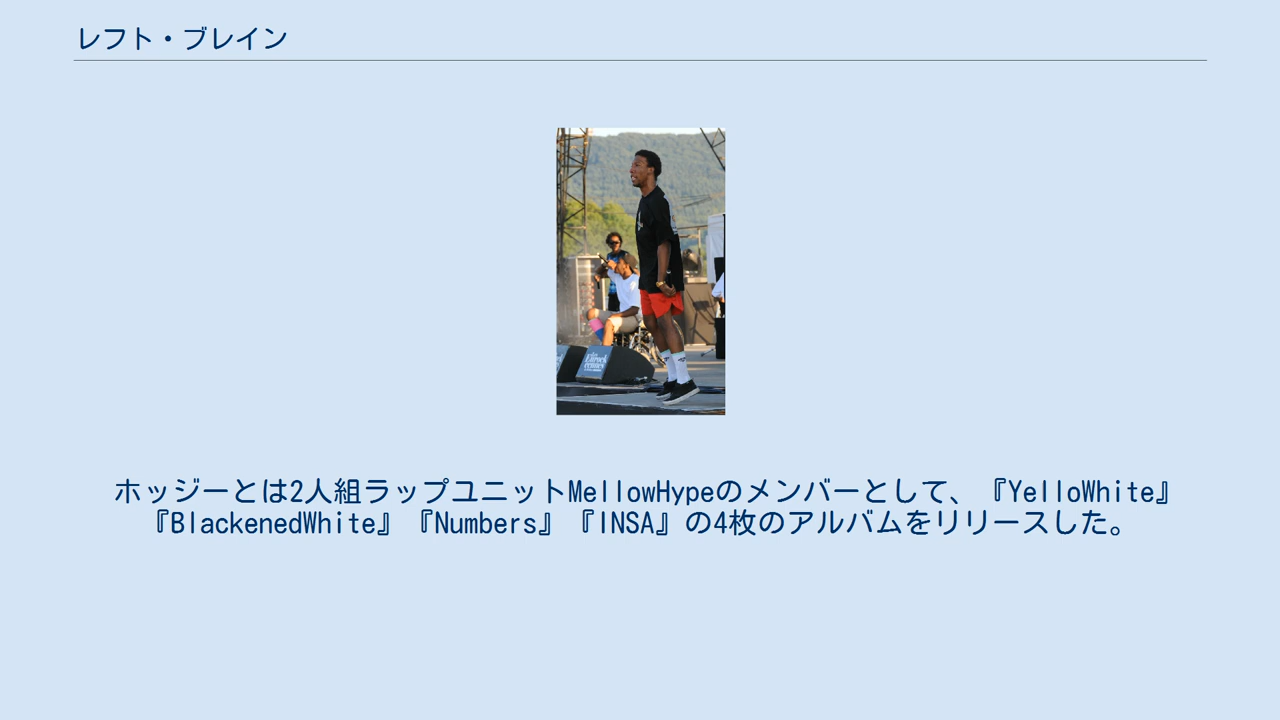 レフト・ブレイン
ホッジーとは2人組ラップユニットMellowHypeのメンバーとして、『YelloWhite』
『BlackenedWhite』『Numbers』『INSA』の4枚のアルバムをリリースした。